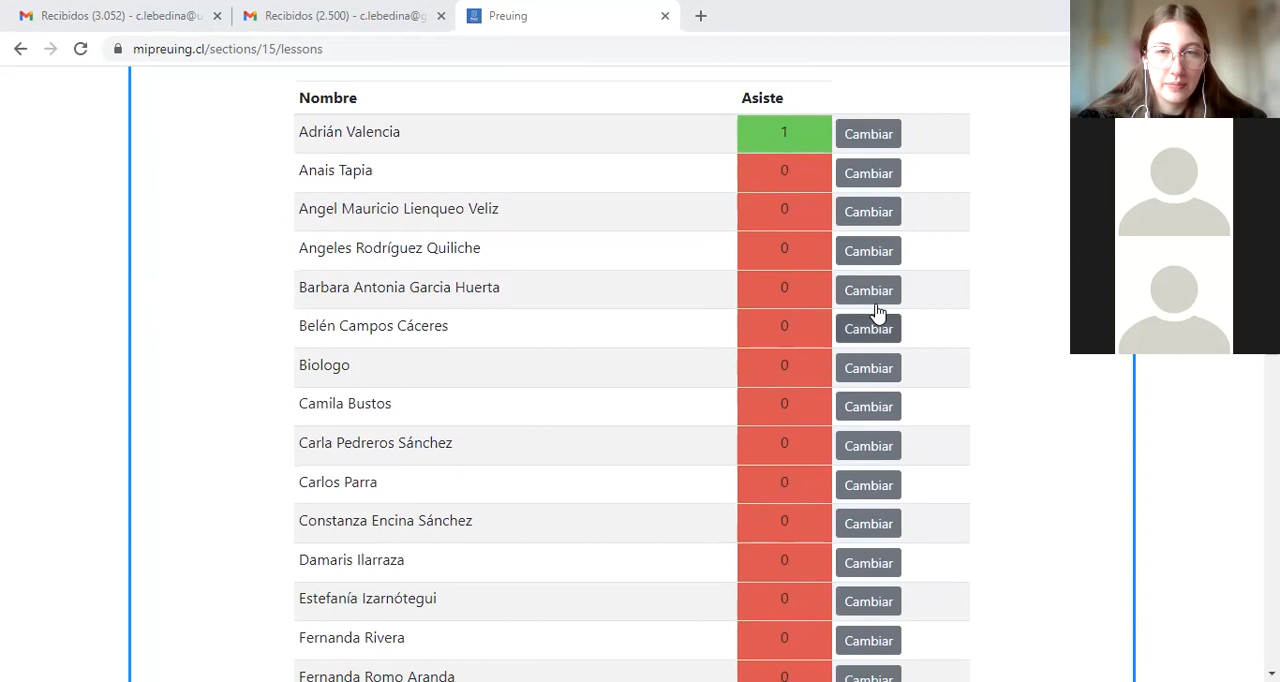 Recibidos (3.052) - c.lebedina@u
Recibidos (2.500) - c.lebedina@g
Preuing
mipreuing.cl/sections/15/lessons
Nombre Asiste
Adrián Valencia 1 Cambiar
Anais Tapia 0 Cambiar
Angel Mauricio Lienqueo Veliz 0 Cambiar
Angeles Rodríguez Quiliche 0 Cambiar
Barbara Antonia Garcia Huerta 0 Cambiar
Belén Campos Cáceres 0 Cambiar
Biologo 0 Cambiar
Camila Bustos 0 Cambiar
Carla Pedreros Sánchez 0 Cambiar
Carlos Parra 0 Cambiar
Constanza Encina Sánchez 0 Cambiar
Damaris Ilarraza 0 Cambiar
Estefanía Izarnótegui 0 Cambiar
Fernanda Rivera 0 Cambiar
Fernanda Romo Aranda 0 Cambiar